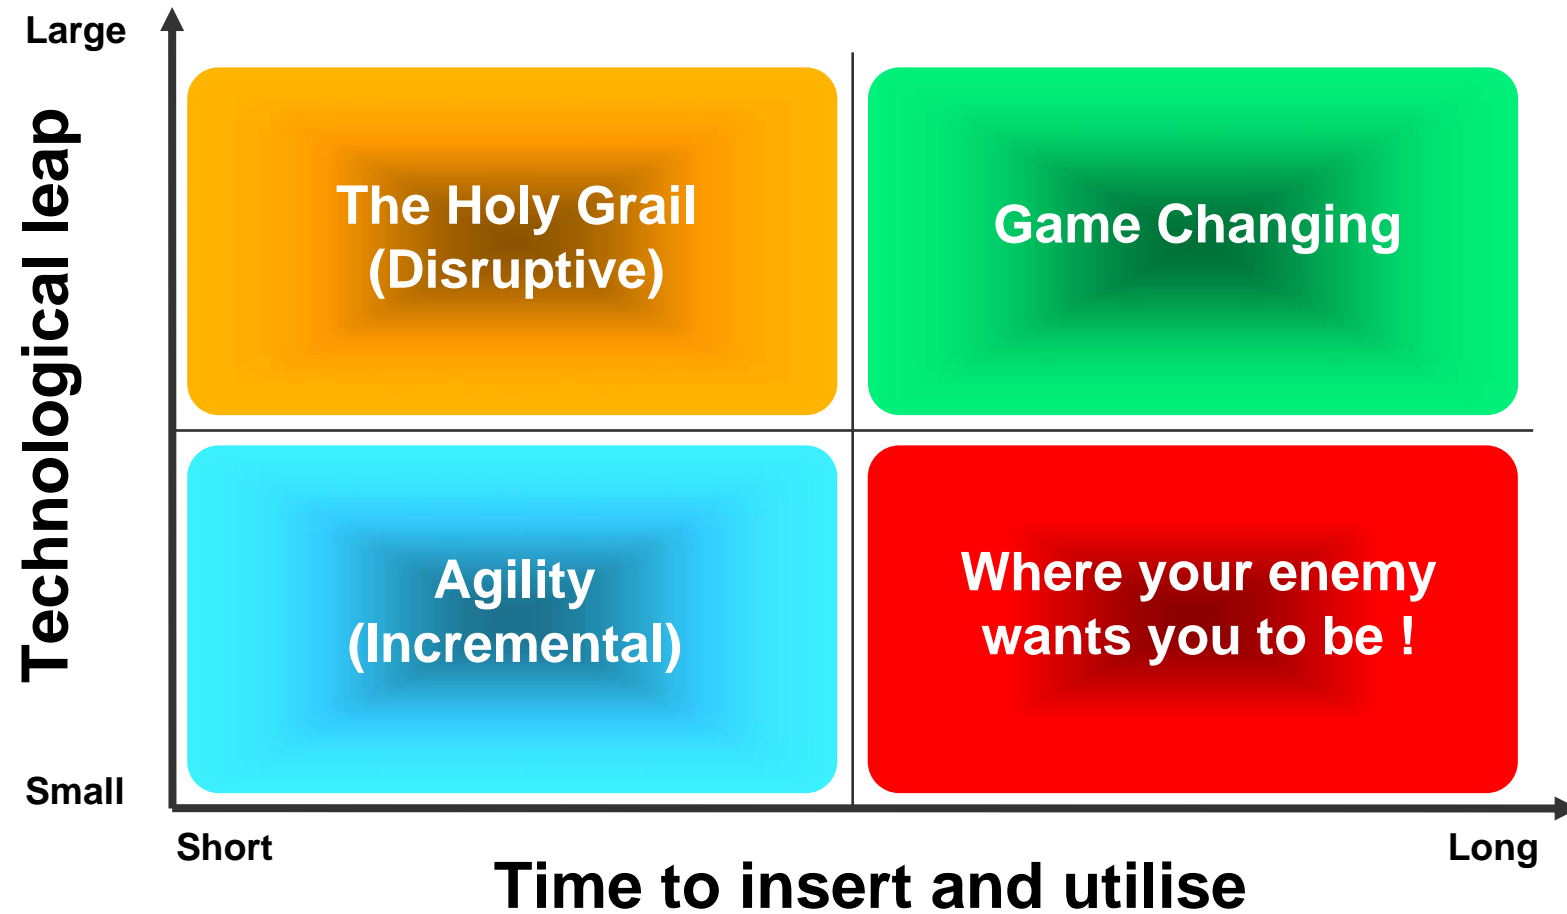 Large
Technological leap
The Holy Grail
(Disruptive)
Game Changing
Agility
(Incremental)
Where your enemy
wants you to be !
Small
Short
Long
Time to insert and utilise